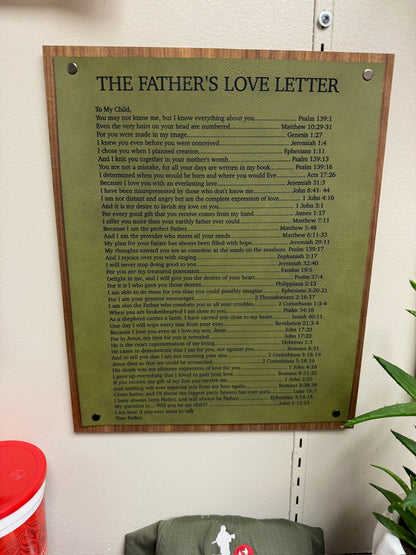 THE FATHER'S LOVE LETTER
To My Child,
You may not know me, but I know everything about you.................. Psalm 139:1
Even the very hairs on your head are numbered........................ Matthew 10:29-31
For you were made in my image............................................. Genesis 1:27
I knew you even before you were conceived........................... Jeremiah 1:4
I chose you when I planned creation...................................... Ephesians 1:11
And I knit you together in your mother's womb....................... Psalm 139:13
You are not a mistake, for all your days are written in my book.............. Psalm 139:16
I determined when you would be born and where you would live............... Acts 17:26
Because I love you with an everlasting love........................ Jeremiah 31:3
I have been misrepresented by those who don't know me............. John 8:41- 44
I am not distant and angry but am the complete expression of love............ 1 John 4:16
And it is my desire to lavish my love on you........................ 1 John 3:1
For every good gift that you receive comes from my hand........... James 1:17
I offer you more than your earthly father ever could.................. Matthew 7:11
Because I am the perfect Father............................................ Matthew 5:48
And I am the provider who meets all your needs..................... Matthew 6:11-33
My plan for your future has always been filled with hope............ Jeremiah 29:11
My thoughts toward you are as countless as the sands on the seashore. Psalm 139:17
And I rejoice over you with singing....................................... Zephaniah 3:17
I will never stop doing good to you....................................... Jeremiah 32:40
For you are my treasured possession...................................... Exodus 19:5
Delight in me, and I will give you the desires of your heart.............. Psalm 37:4
For it is I who gave you those desires................................... Philippians 2:13
I am able to do more for you than you could possibly imagine........... Ephesians 3:20-21
For I am your greatest encourager....................... 2 Thessalonians 2:16-17
I am also the Father who comforts you in all your troubles............ 2 Corinthians 1:3-4
When you are brokenhearted I am close to you...................... Psalm 34:18
As a shepherd carries a lamb, I have carried you close to my heart............ Isaiah 40:11
One day I will wipe every tear from your eyes....................... Revelation 21:3-4
Because I love you even as I love my son, Jesus.................... John 17:23
For in Jesus, my love for you is revealed............................ John 17:23
He is the exact representation of my being......................... Hebrews 1:3
He came to demonstrate that I am for you, not against you............ Romans 8:31
And to tell you that I am not counting your sins................... 2 Corinthians 5:18-19
Jesus died so that we could be reconciled........................ 2 Corinthians 5:18-19
His death was my ultimate expression of love for you............. 1 John 4:10
I gave up everything that I loved to gain your love................. Romans 8:31-32
If you receive the gift of my Son you receive me................... 1 John 2:23
And nothing will ever separate you from my love again............. Romans 8:38-39
Come home, and I'll throw the biggest party heaven has ever seen............. Luke 15:7
I have always been Father, and will always be Father............... Ephesians 3:14-15
My question is... Will you be my child?............................ John 1:12-13
I am here if you ever want to talk
Your Father